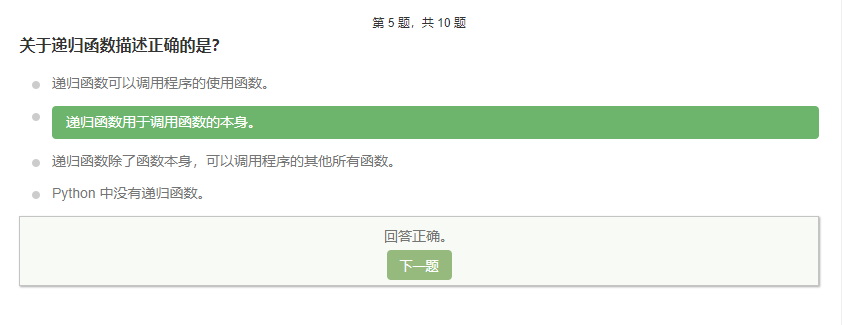 第 5 题，共 10 题
关于递归函数描述正确的是?
递归函数可以调用程序的使用函数。
递归函数用于调用函数的本身。
递归函数除了函数本身，可以调用程序的其他所有函数。
Python 中没有递归函数。
回答正确。
下一题